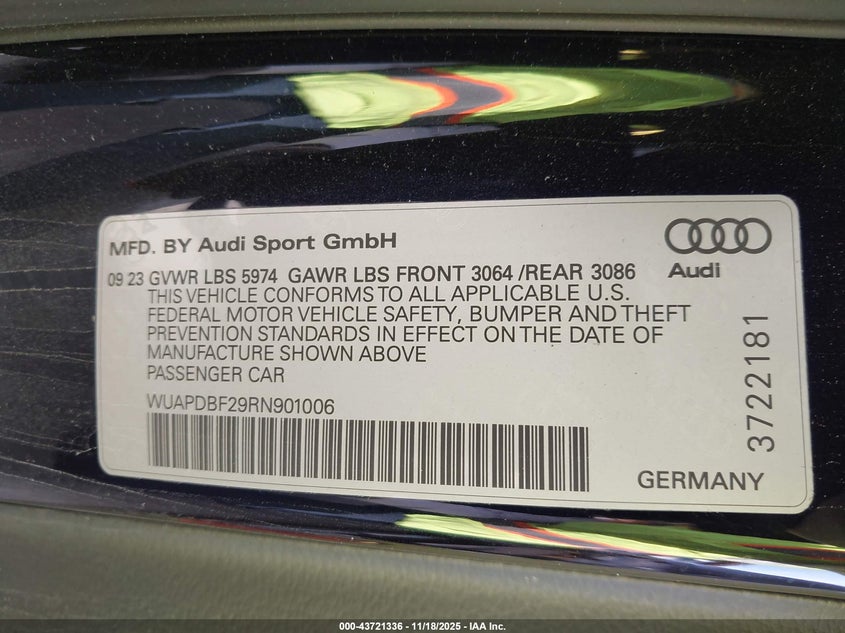 MFD. BY Audi Sport GmbH
09 23 GVWR LBS 5974 GAWR LBS FRONT 3064 /REAR 3086
THIS VEHICLE CONFORMS TO ALL APPLICABLE U.S.
FEDERAL MOTOR VEHICLE SAFETY, BUMPER AND THEFT
PREVENTION STANDARDS IN EFFECT ON THE DATE OF
MANUFACTURE SHOWN ABOVE
PASSENGER CAR
WUAPDBF29RN901006
Audi
3722181
GERMANY
000-43721336 - 11/18/2025 - IAA Inc.